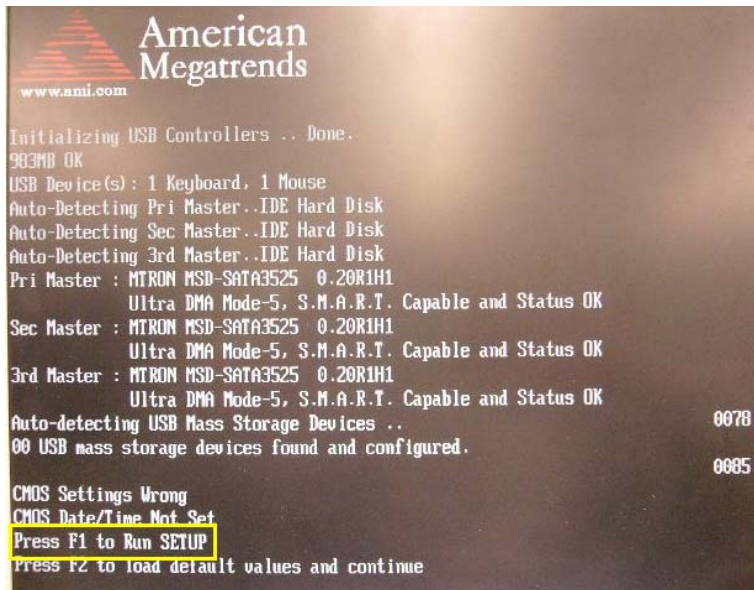 American
Megatrends
www.ami.com
Initializing USB Controllers .. Done.
983MB OK
USB Device(s): 1 Keyboard, 1 Mouse
Auto-Detecting Pri Master..IDE Hard Disk
Auto-Detecting Sec Master..IDE Hard Disk
Auto-Detecting 3rd Master..IDE Hard Disk
Pri Master : MTRON MSD-SATA3525 0.20R1H1
Ultra DMA Mode-5, S.M.A.R.T. Capable and Status OK
Sec Master : MTRON MSD-SATA3525 0.20R1H1
Ultra DMA Mode-5, S.M.A.R.T. Capable and Status OK
3rd Master : MTRON MSD-SATA3525 0.20R1H1
Ultra DMA Mode-5, S.M.A.R.T. Capable and Status OK
Auto-detecting USB Mass Storage Devices .. 0078
00 USB mass storage devices found and configured.
0085
CMOS Settings Wrong
CMOS Date/Time Not Set
Press F1 to Run SETUP
Press F2 to load default values and continue